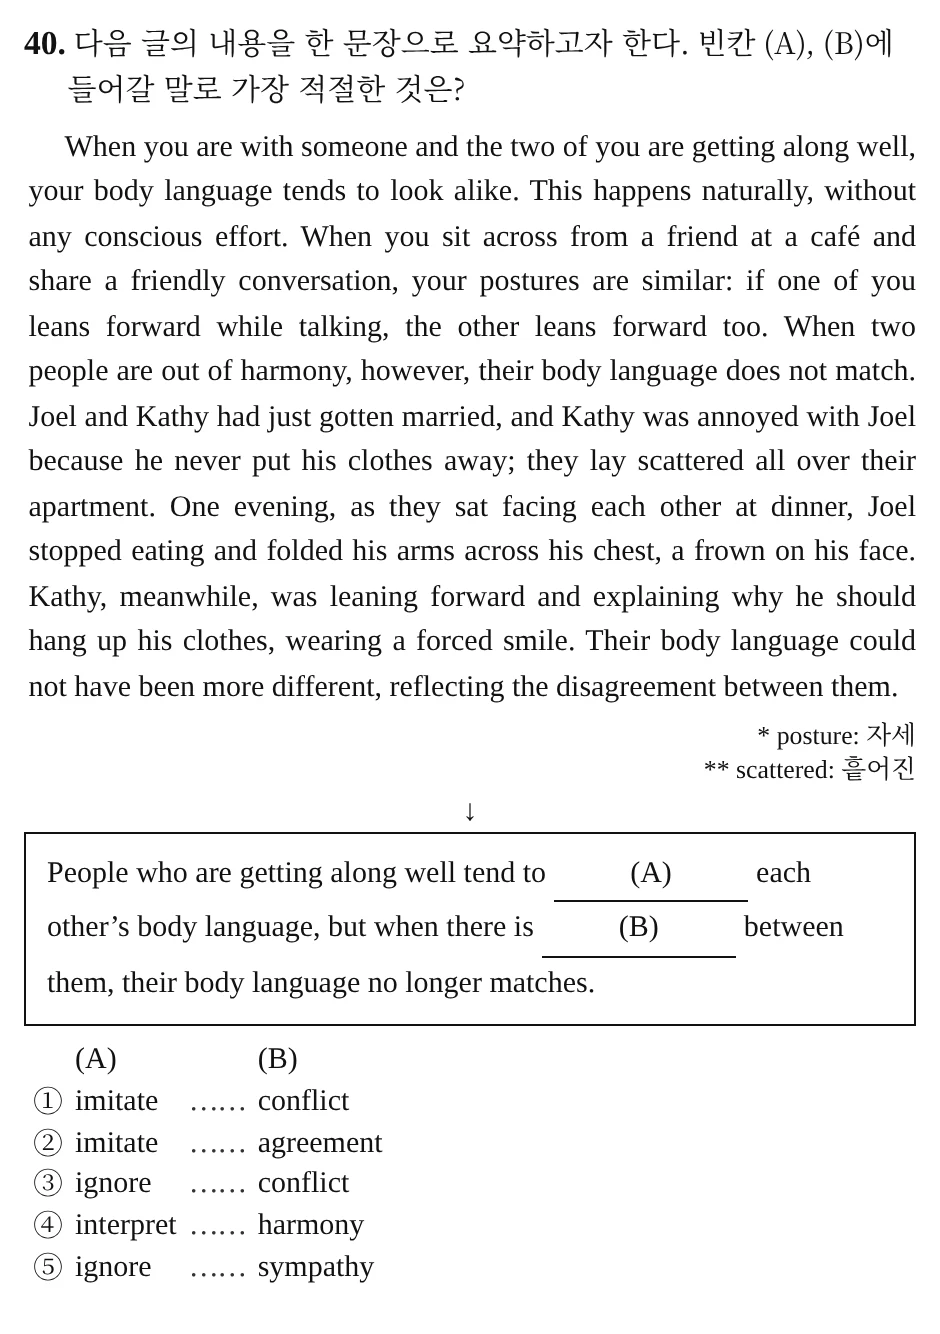 40. 다음 글의 내용을 한 문장으로 요약하고자 한다. 빈칸 (A), (B)에
들어갈 말로 가장 적절한 것은?
When you are with someone and the two of you are getting along well,
your body language tends to look alike. This happens naturally, without
any conscious effort. When you sit across from a friend at a café and
share a friendly conversation, your postures are similar: if one of you
leans forward while talking, the other leans forward too. When two
people are out of harmony, however, their body language does not match.
Joel and Kathy had just gotten married, and Kathy was annoyed with Joel
because he never put his clothes away; they lay scattered all over their
apartment. One evening, as they sat facing each other at dinner, Joel
stopped eating and folded his arms across his chest, a frown on his face.
Kathy, meanwhile, was leaning forward and explaining why he should
hang up his clothes, wearing a forced smile. Their body language could
not have been more different, reflecting the disagreement between them.
* posture: 자세
** scattered: 흩어진
↓
People who are getting along well tend to (A) each
other’s body language, but when there is (B) between
them, their body language no longer matches.
(A) (B)
① imitate …… conflict
② imitate …… agreement
③ ignore …… conflict
④ interpret …… harmony
⑤ ignore …… sympathy